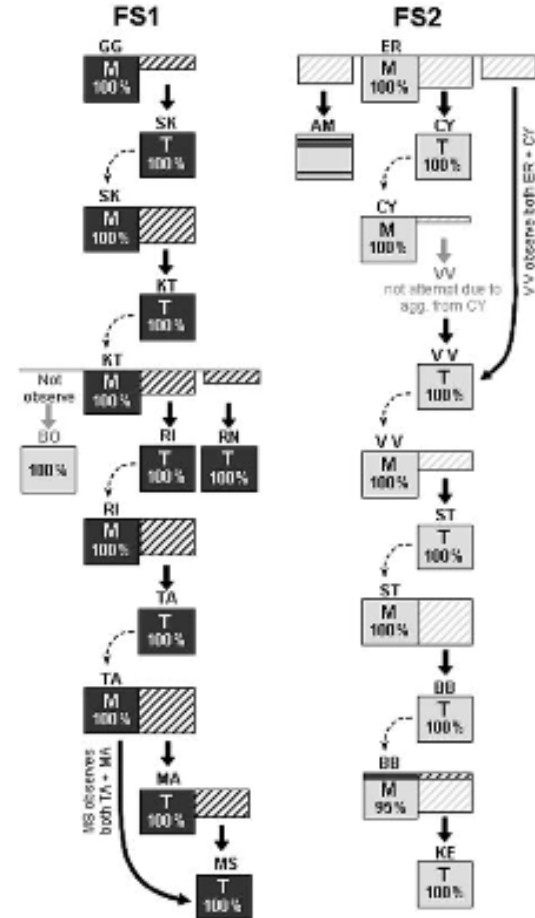 FS1
GG
M
100%
SK
T
100%
SK
M
100%
KT
T
100%
KT
Not
observe
M
100%
BO
100%
RI
T
100%
RN
T
100%
RI
M
100%
TA
T
100%
TA
M
100%
MS observes
both TA + MA
MA
T
100%
MS
T
100%
FS2
ER
M
100%
AM
CY
T
100%
CY
M
100%
VV
not attempt due to
agg. from CY
VV observe both ER + CY
VV
T
100%
VV
M
100%
ST
T
100%
ST
M
100%
BB
T
100%
BB
M
95%
KE
T
100%